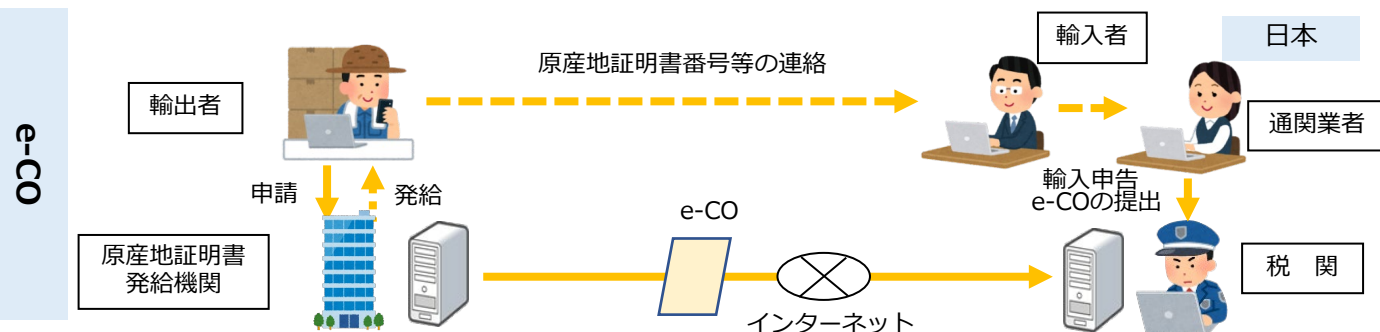 e-CO
輸出者
原産地証明書番号等の連絡
輸入者
日本
通関業者
申請
発給
輸入申告
e-COの提出
原産地証明書
発給機関
e-CO
インターネット
税　関